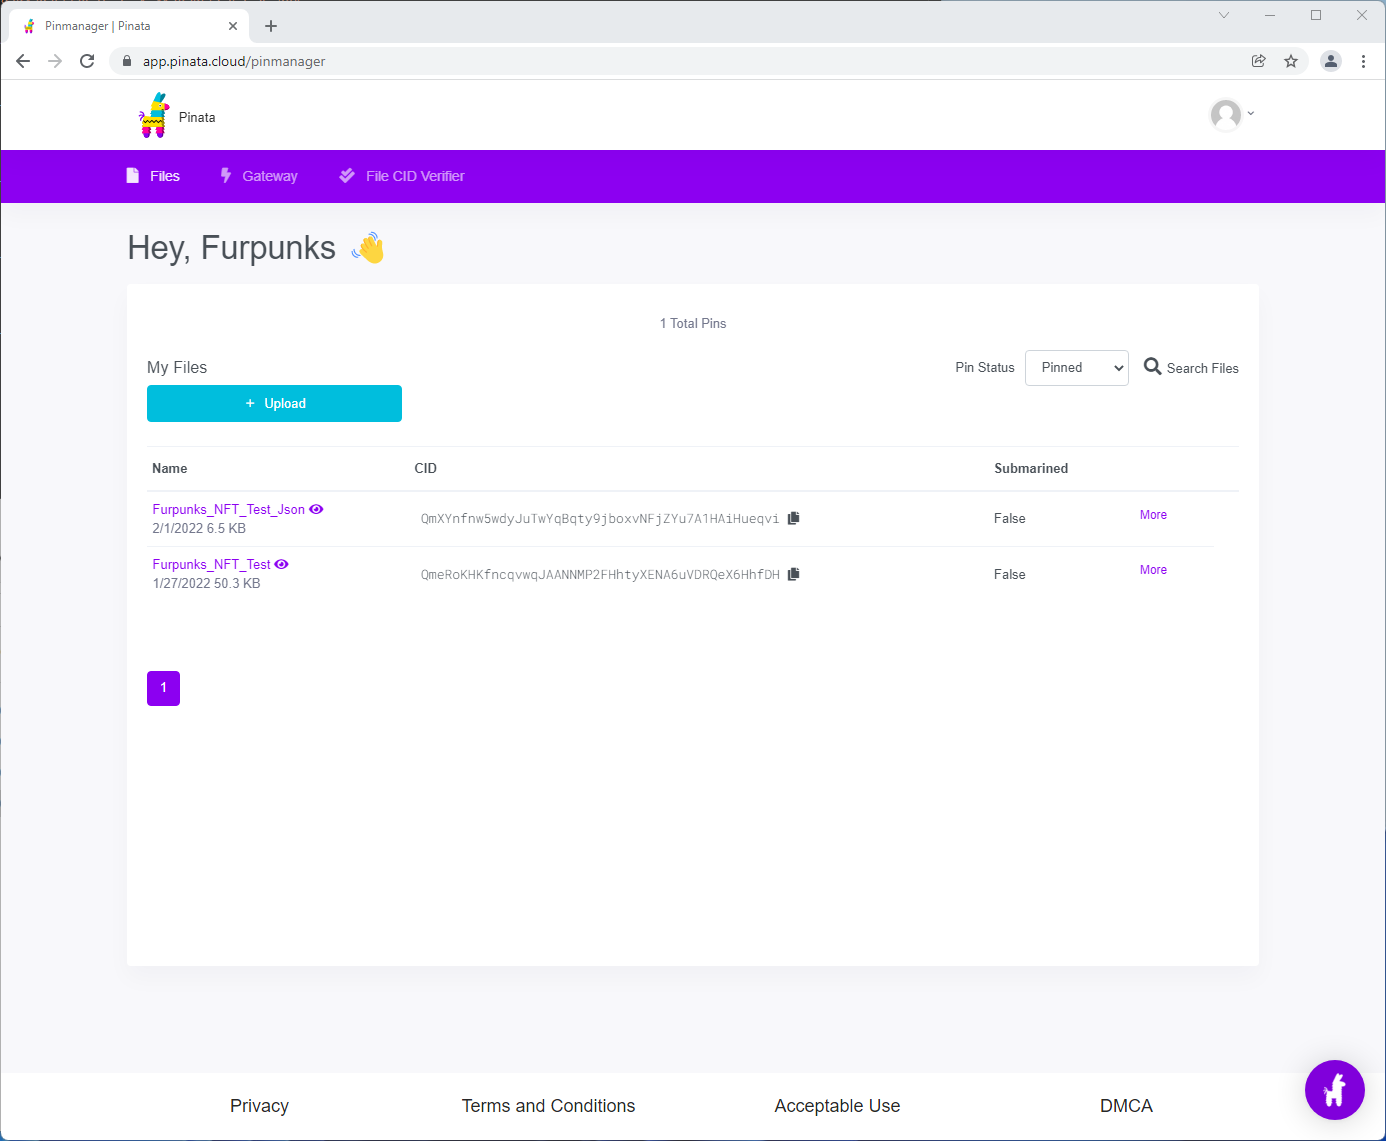 Pinmanager | Pinata
app.pinata.cloud/pinmanager
Pinata
Files Gateway File CID Verifier
Hey, Furpunks 👋
1 Total Pins
My Files Pin Status Pinned Search Files
+ Upload
Name CID Submarined
Furpunks_NFT_Test_Json QmXYnfnw5wdyJuTwYqBqty9jboxvNFjZYu7A1HAiHueqvi False More
2/1/2022 6.5 KB
Furpunks_NFT_Test QmeRoKHKfncqvwqJAANNMP2FHhtyXENA6uVDRQeX6HhfDH False More
1/27/2022 50.3 KB
1
Privacy Terms and Conditions Acceptable Use DMCA